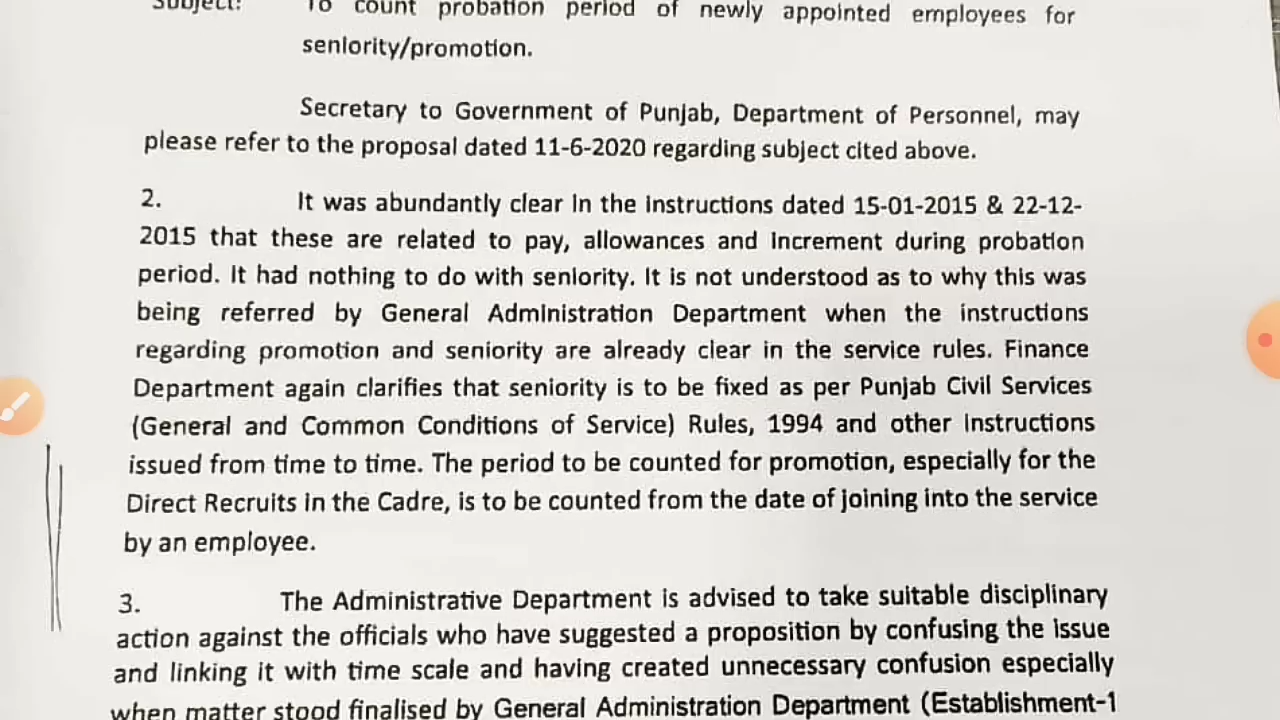 Subject: To count probation period of newly appointed employees for
seniority/promotion.
Secretary to Government of Punjab, Department of Personnel, may
please refer to the proposal dated 11-6-2020 regarding subject cited above.
2. It was abundantly clear in the instructions dated 15-01-2015 & 22-12-
2015 that these are related to pay, allowances and increment during probation
period. It had nothing to do with seniority. It is not understood as to why this was
being referred by General Administration Department when the instructions
regarding promotion and seniority are already clear in the service rules. Finance
Department again clarifies that seniority is to be fixed as per Punjab Civil Services
(General and Common Conditions of Service) Rules, 1994 and other Instructions
issued from time to time. The period to be counted for promotion, especially for the
Direct Recruits in the Cadre, is to be counted from the date of joining into the service
by an employee.
3. The Administrative Department is advised to take suitable disciplinary
action against the officials who have suggested a proposition by confusing the issue
and linking it with time scale and having created unnecessary confusion especially
when matter stood finalised by General Administration Department (Establishment-1